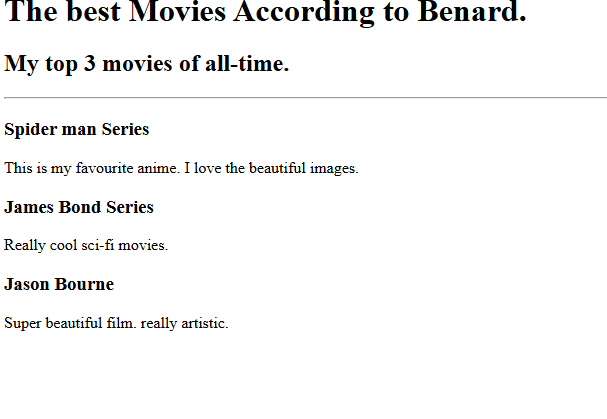 The best Movies According to Benard.
My top 3 movies of all-time.
Spider man Series
This is my favourite anime. I love the beautiful images.
James Bond Series
Really cool sci-fi movies.
Jason Bourne
Super beautiful film. really artistic.